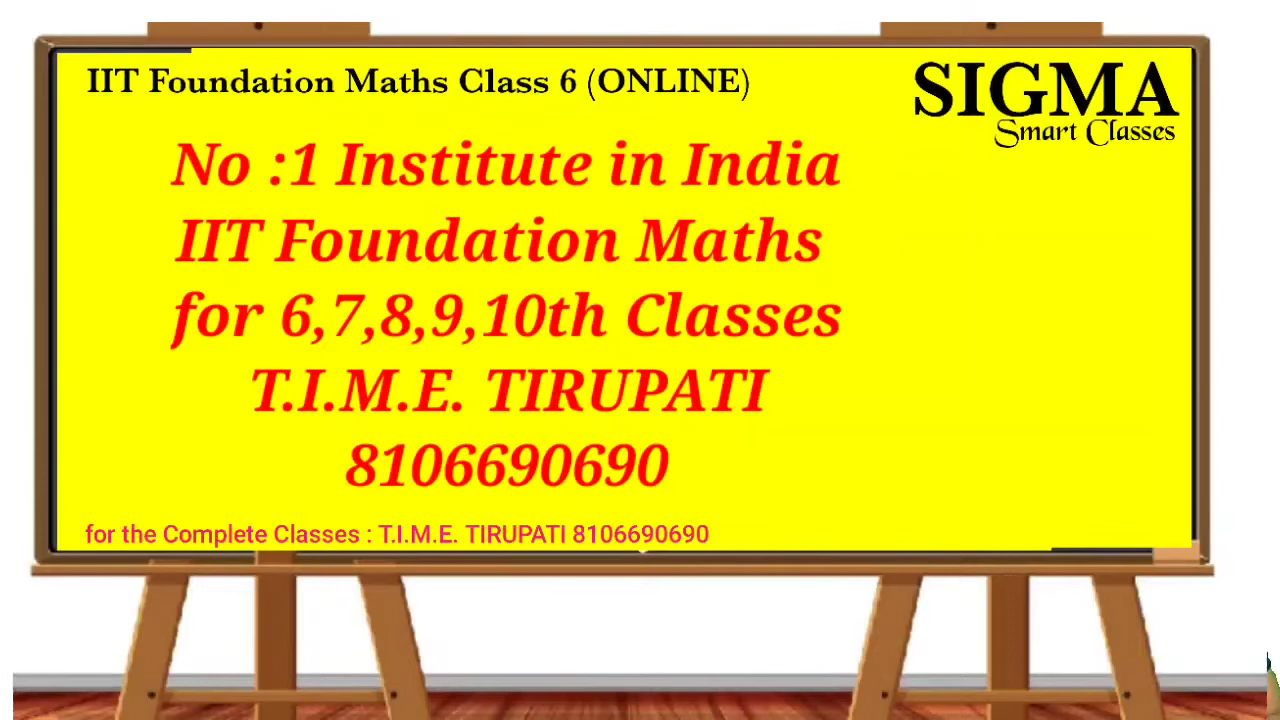 IIT Foundation Maths Class 6 (ONLINE)
SIGMA
Smart Classes
No :1 Institute in India
IIT Foundation Maths
for 6,7,8,9,10th Classes
T.I.M.E. TIRUPATI
8106690690
for the Complete Classes : T.I.M.E. TIRUPATI 8106690690